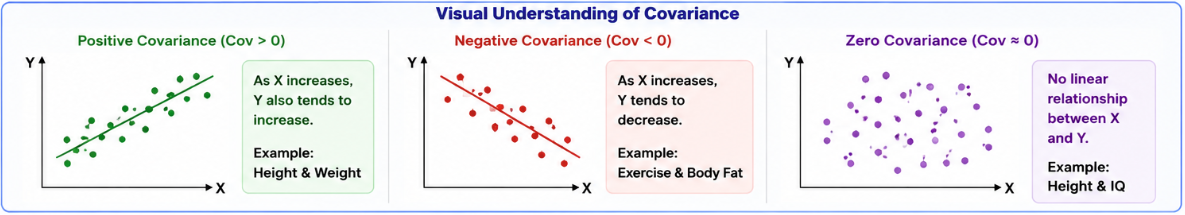 Visual Understanding of Covariance
Positive Covariance (Cov > 0)
Y
X
As X increases,
Y also tends to
increase.
Example:
Height & Weight
Negative Covariance (Cov < 0)
Y
X
As X increases,
Y tends to
decrease.
Example:
Exercise & Body Fat
Zero Covariance (Cov ≈ 0)
Y
X
No linear
relationship
between X
and Y.
Example:
Height & IQ